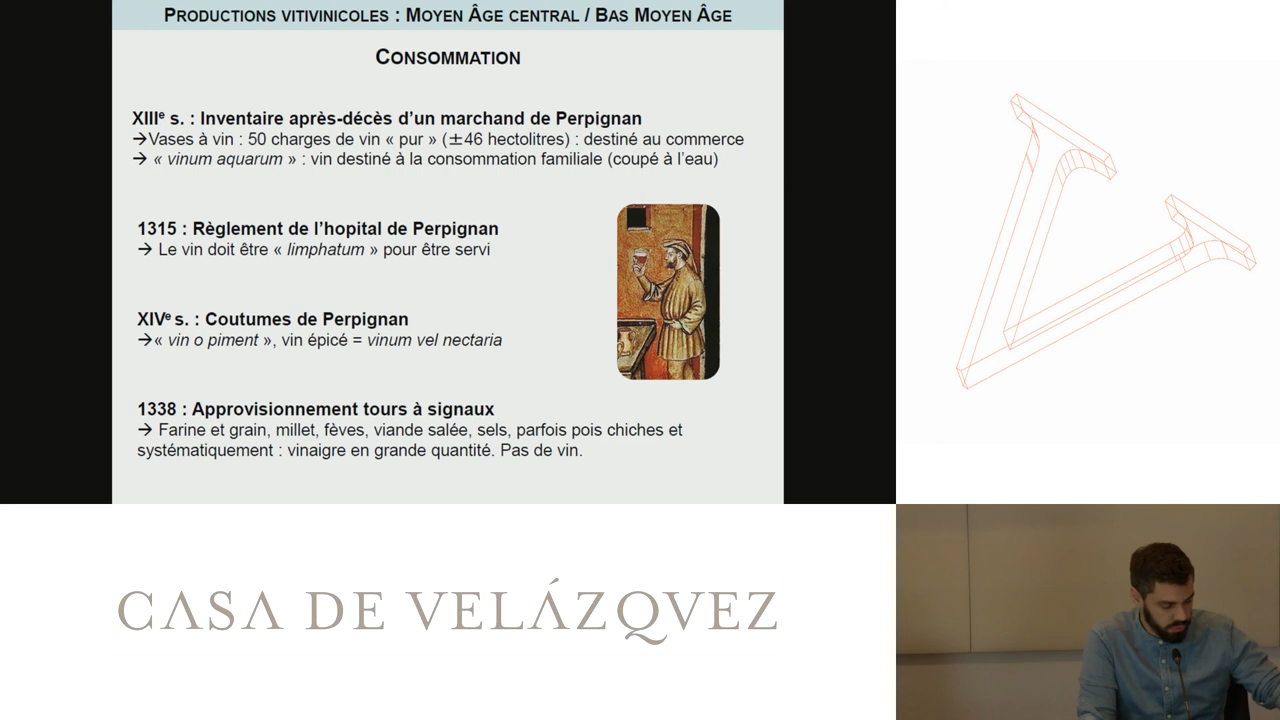 PRODUCTIONS VITIVINICOLES : MOYEN ÂGE CENTRAL / BAS MOYEN ÂGE
CONSOMMATION
XIIIe s. : Inventaire après-décès d’un marchand de Perpignan
→Vases à vin : 50 charges de vin « pur » (±46 hectolitres) : destiné au commerce
→ « vinum aquarum » : vin destiné à la consommation familiale (coupé à l’eau)
1315 : Règlement de l’hopital de Perpignan
→ Le vin doit être « limphatum » pour être servi
XIVe s. : Coutumes de Perpignan
→« vin o piment », vin épicé = vinum vel nectaria
1338 : Approvisionnement tours à signaux
→ Farine et grain, millet, fèves, viande salée, sels, parfois pois chiches et
systématiquement : vinaigre en grande quantité. Pas de vin.
CASA DE VELÁZQVEZ